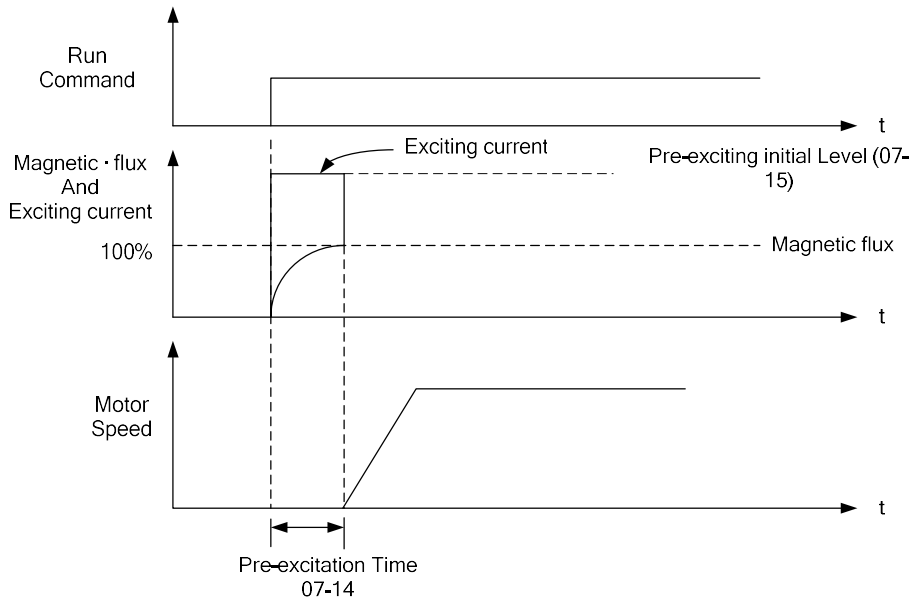 Run
Command
t
Exciting current
Pre-exciting initial Level (07-
15)
Magnetic · flux
And
Exciting current
100%
Magnetic flux
t
Motor
Speed
t
Pre-excitation Time
07-14